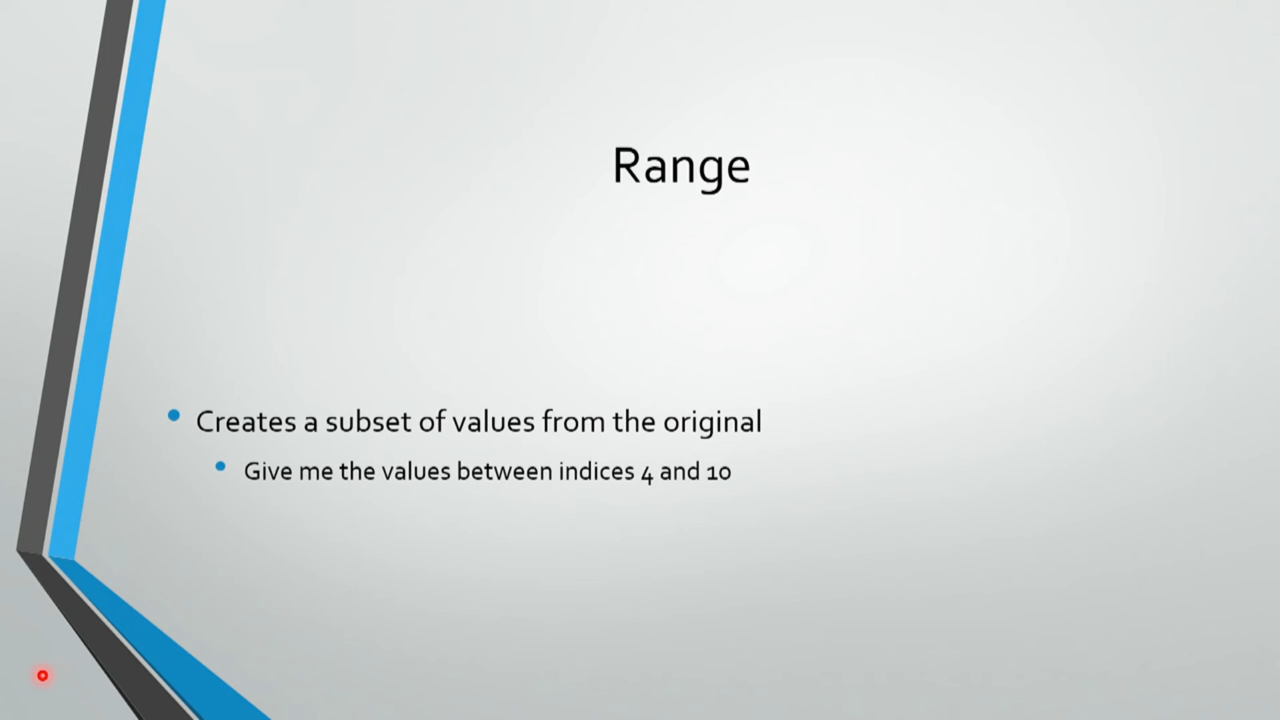 Range
Creates a subset of values from the original
Give me the values between indices 4 and 10